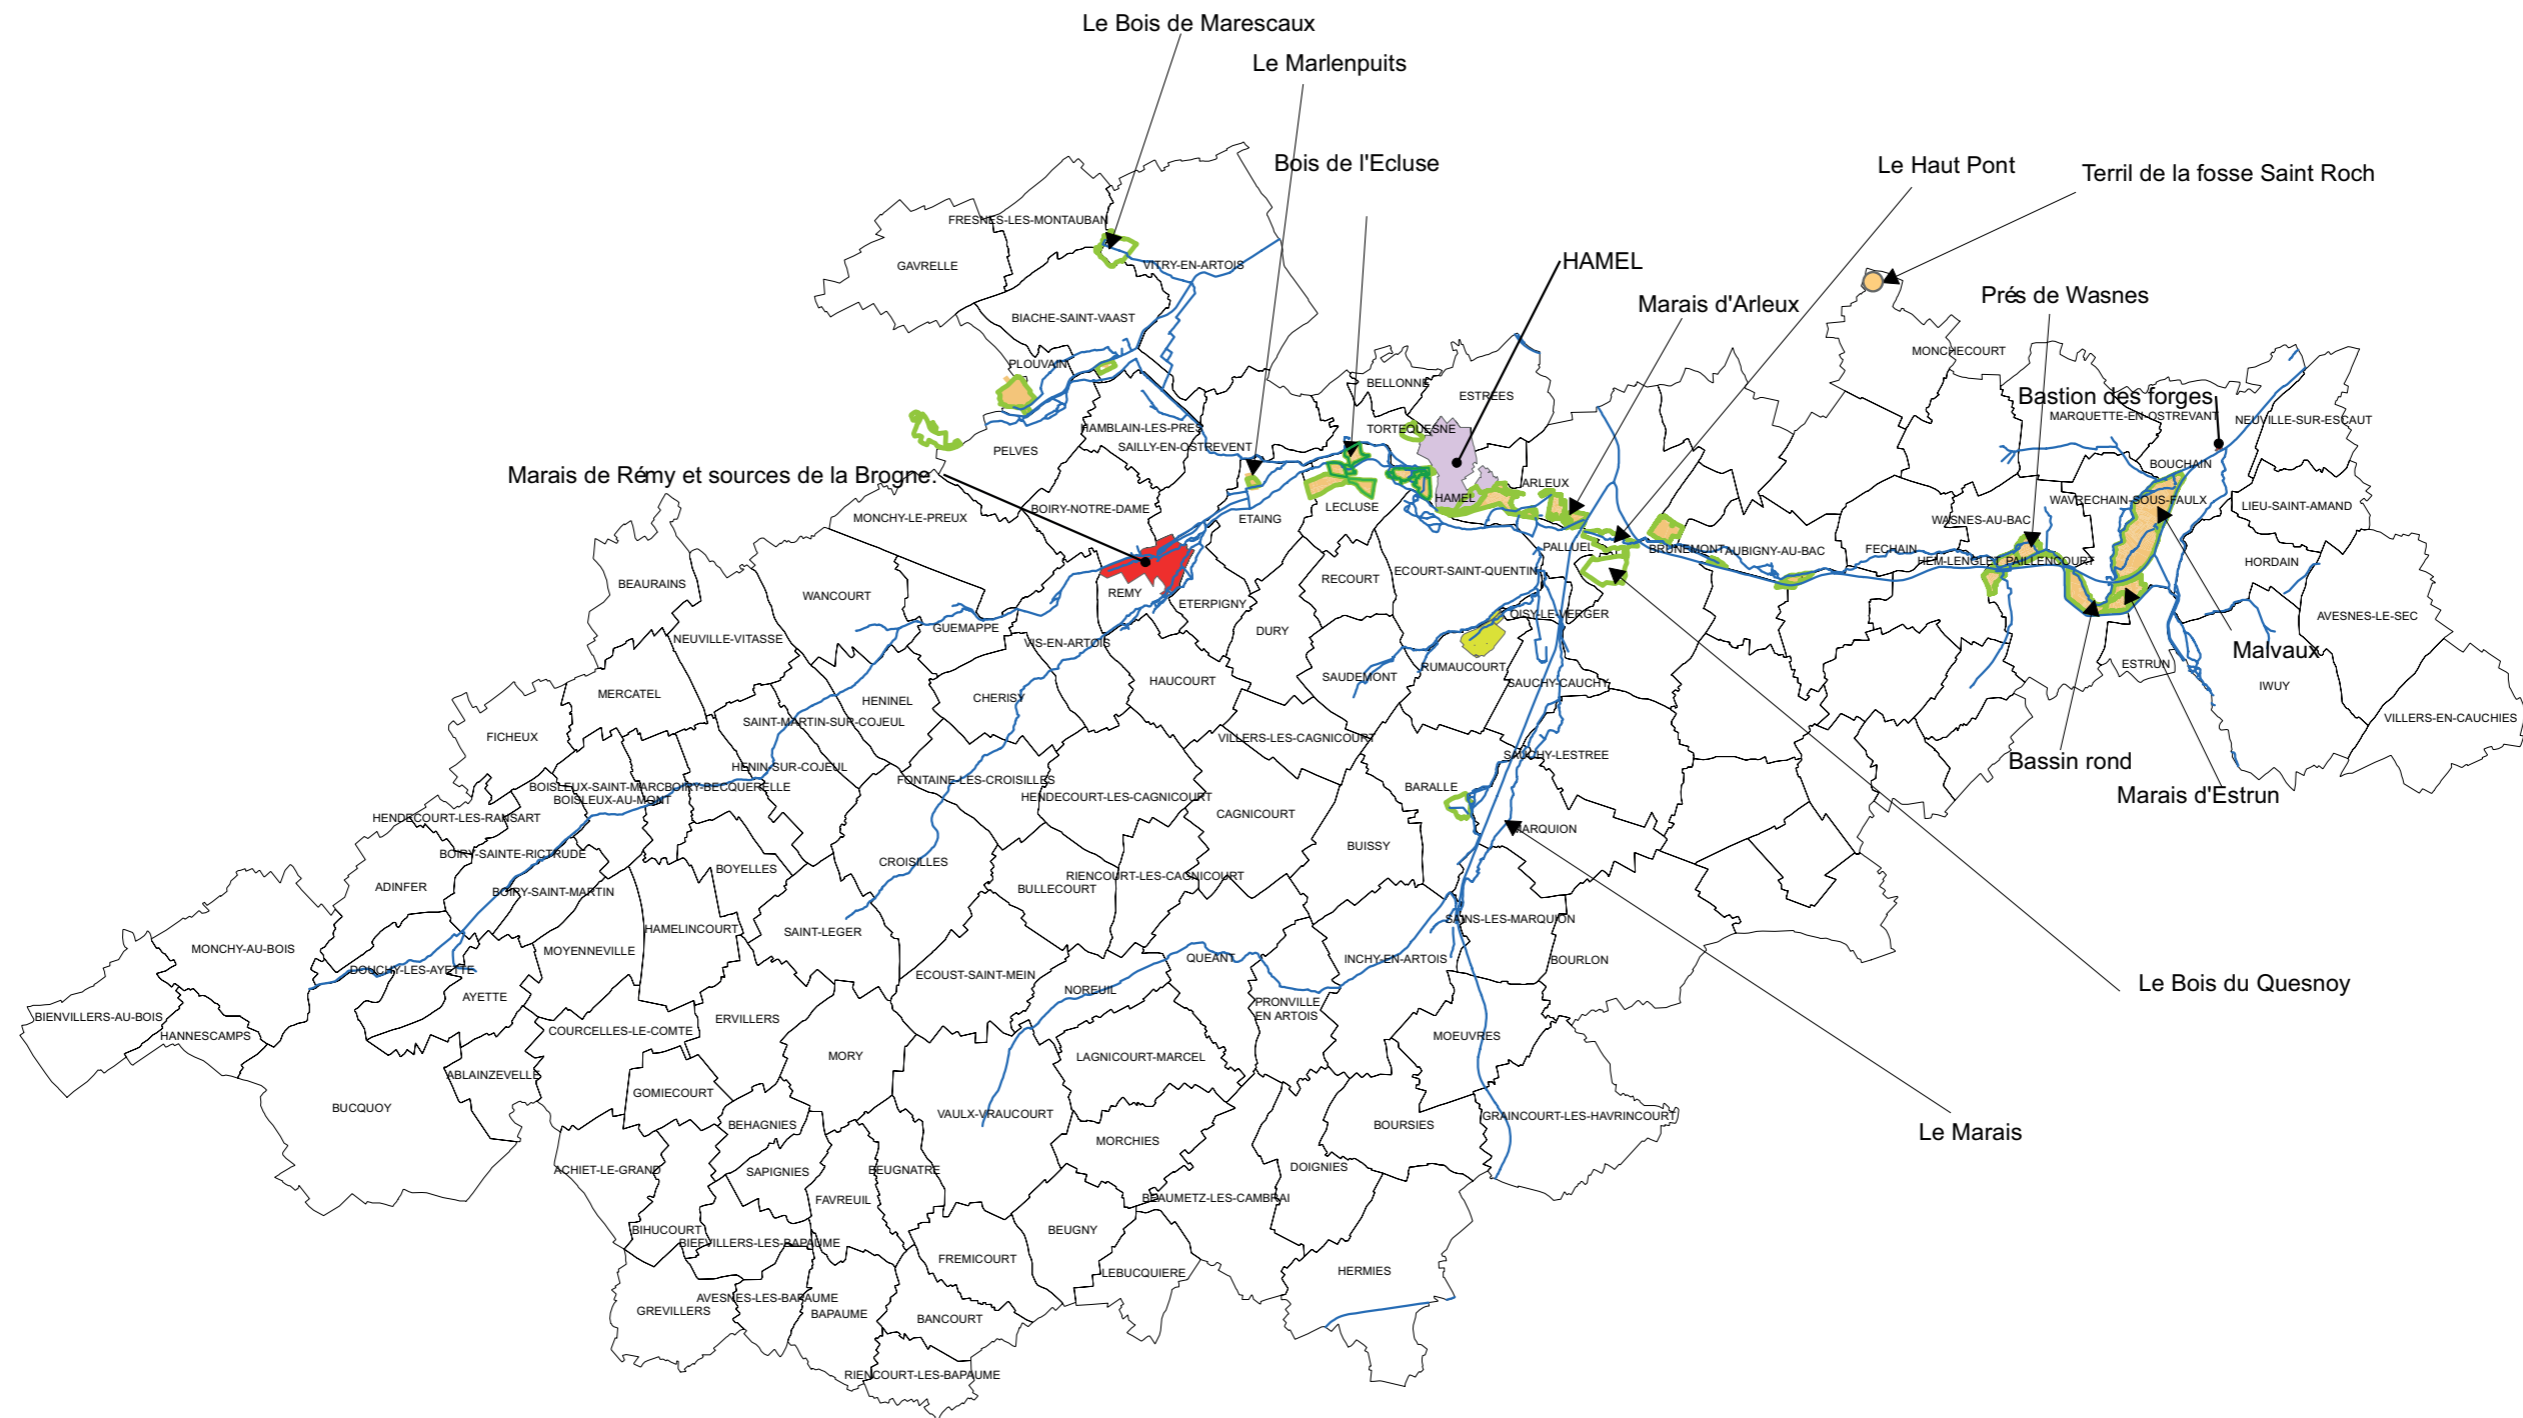 Le Bois de Marescaux
Le Marlenpuits
Bois de l'Ecluse
Le Haut Pont
Terril de la fosse Saint Roch
FRESNES-LES-MONTAUBAN
GAVRELLE
VITRY-EN-ARTOIS
HAMEL
Marais d'Arleux
Prés de Wasnes
BIACHE-SAINT-VAAST
MONCHECOURT
PLOUVAIN
BELLONNE
ESTREES
Bastion des forges
MARQUETTE-EN-OSTREVANT
NEUVILLE-SUR-ESCAUT
HAMBLAIN-LES-PRES
TORTEQUESNE
SAILLY-EN-OSTREVENT
PELVES
BOUCHAIN
Marais de Rémy et sources de la Brogne.
ARLEUX
HAMEL
WAVRECHAIN-SOUS-FAULX
LIEU-SAINT-AMAND
BOIRY-NOTRE-DAME
LECLUSE
MONCHY-LE-PREUX
ETAING
WASNES-AU-BAC
PALLUEL
BRUNEMONT
AUBIGNY-AU-BAC
FECHAIN
HEM-LENGLET
PAILLENCOURT
HORDAIN
BEAURAINS
RECOURT
ECOURT-SAINT-QUENTIN
WANCOURT
REMY
ETERPIGNY
OISY-LE-VERGER
AVESNES-LE-SEC
GUEMAPPE
DURY
NEUVILLE-VITASSE
VIS-EN-ARTOIS
Malvaux
RUMAUCOURT
ESTRUN
SAUDEMONT
HAUCOURT
SAUCHY-CAUCHY
IWUY
MERCATEL
CHERISY
HENINEL
SAINT-MARTIN-SUR-COJEUL
VILLERS-EN-CAUCHIES
FICHEUX
VILLERS-LES-CAGNICOURT
SAUCHY-LESTREE
Bassin rond
HENIN-SUR-COJEUL
FONTAINE-LES-CROISILLES
BOISLEUX-SAINT-MARC
BOIRY-BECQUERELLE
BARALLE
Marais d'Estrun
BOISLEUX-AU-MONT
HENDECOURT-LES-CAGNICOURT
HENDECOURT-LES-RANSART
CAGNICOURT
MARQUION
BUISSY
BOIRY-SAINTE-RICTRUDE
CROISILLES
BOYELLES
RIENCOURT-LES-CAGNICOURT
ADINFER
BOIRY-SAINT-MARTIN
BULLECOURT
SAINS-LES-MARQUION
HAMELINCOURT
SAINT-LEGER
MONCHY-AU-BOIS
MOYENNEVILLE
QUEANT
INCHY-EN-ARTOIS
BOURLON
DOUCHY-LES-AYETTE
ECOUST-SAINT-MEIN
Le Bois du Quesnoy
NOREUIL
AYETTE
PRONVILLE
EN ARTOIS
BIENVILLERS-AU-BOIS
ERVILLERS
COURCELLES-LE-COMTE
HANNESCAMPS
MOEUVRES
MORY
LAGNICOURT-MARCEL
ABLAINZEVELLE
GOMIECOURT
BUCQUOY
VAULX-VRAUCOURT
GRAINCOURT-LES-HAVRINCOURT
BEHAGNIES
BOURSIES
Le Marais
MORCHIES
DOIGNIES
ACHIET-LE-GRAND
SAPIGNIES
BEUGNATRE
FAVREUIL
BEAUMETZ-LES-CAMBRAI
BIHUCOURT
BEUGNY
BIEFVILLERS-LES-BAPAUME
FREMICOURT
LEBUCQUIERE
HERMIES
AVESNES-LES-BAPAUME
GREVILLERS
BAPAUME
BANCOURT
RIENCOURT-LES-BAPAUME